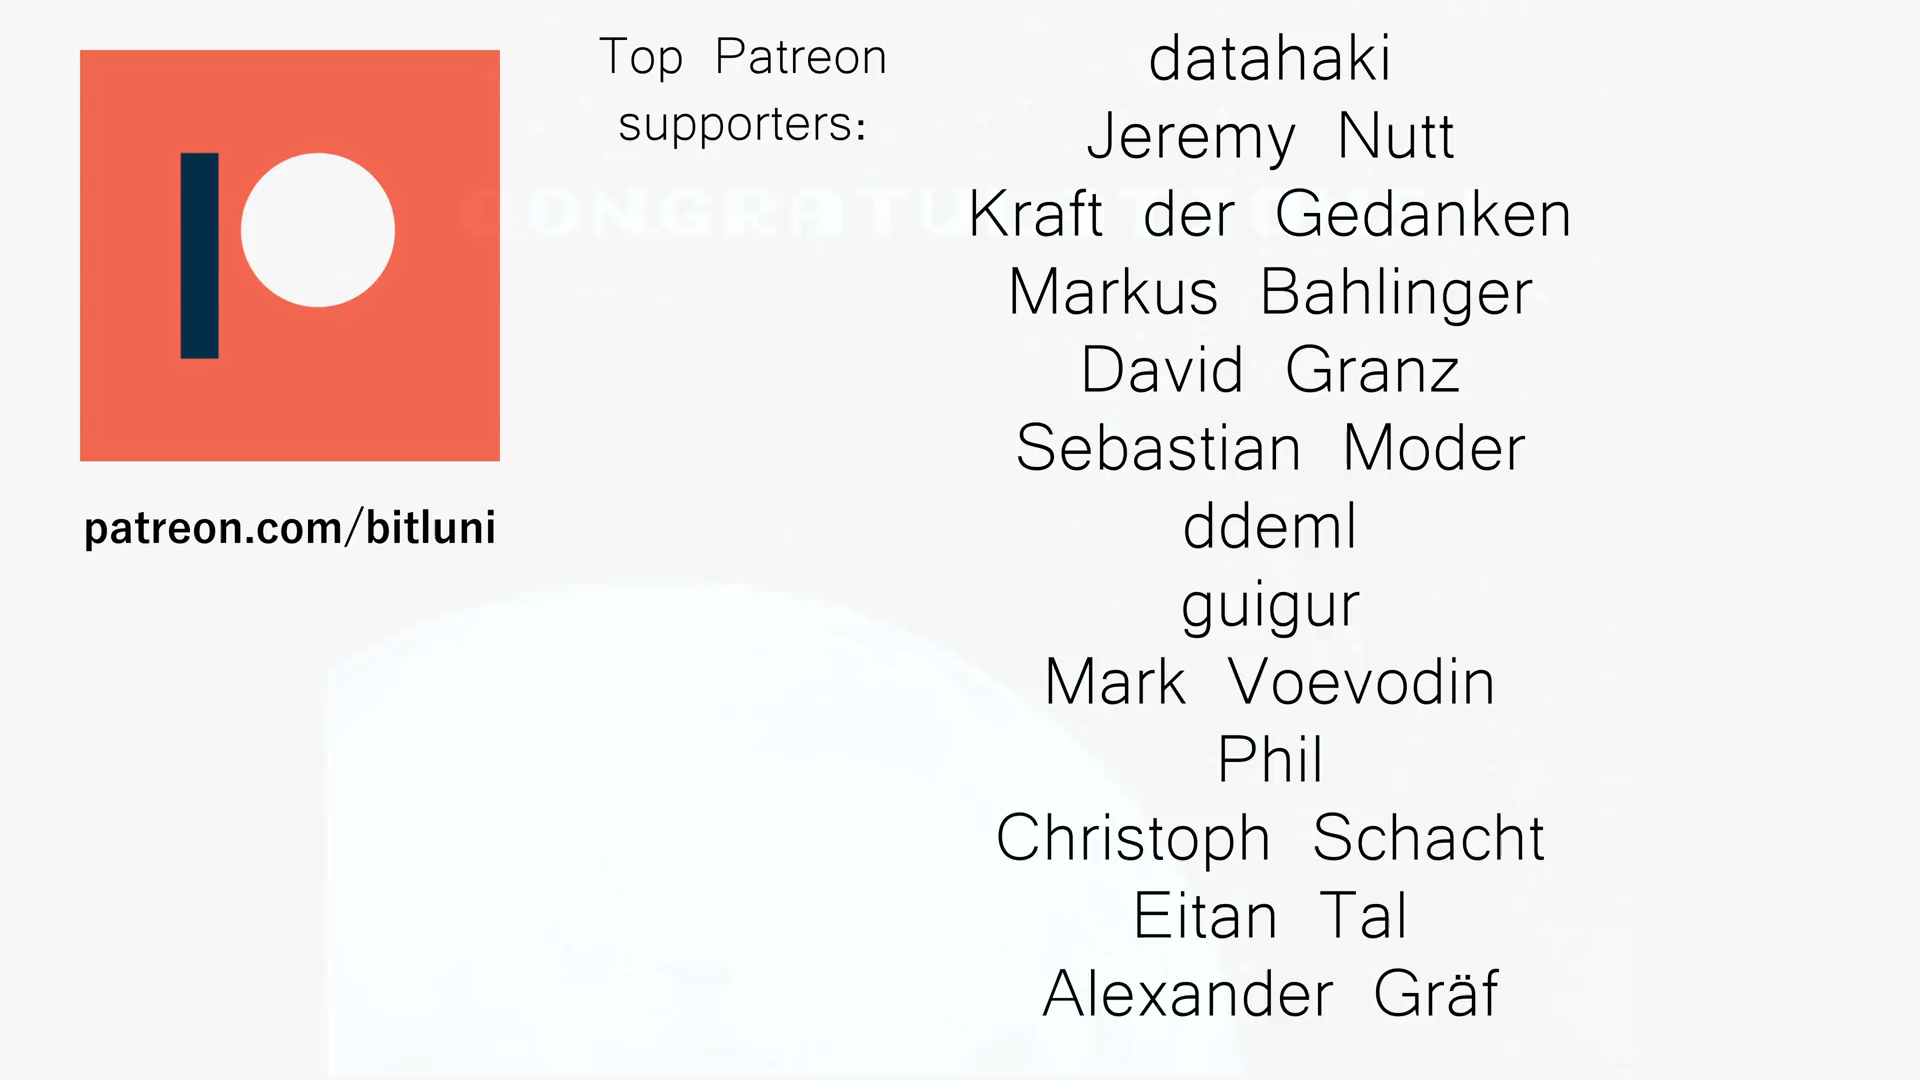 Top Patreon
supporters:
patreon.com/bitluni
datahaki
Jeremy Nutt
Kraft der Gedanken
Markus Bahlinger
David Granz
Sebastian Moder
ddeml
guigur
Mark Voevodin
Phil
Christoph Schacht
Eitan Tal
Alexander Gräf